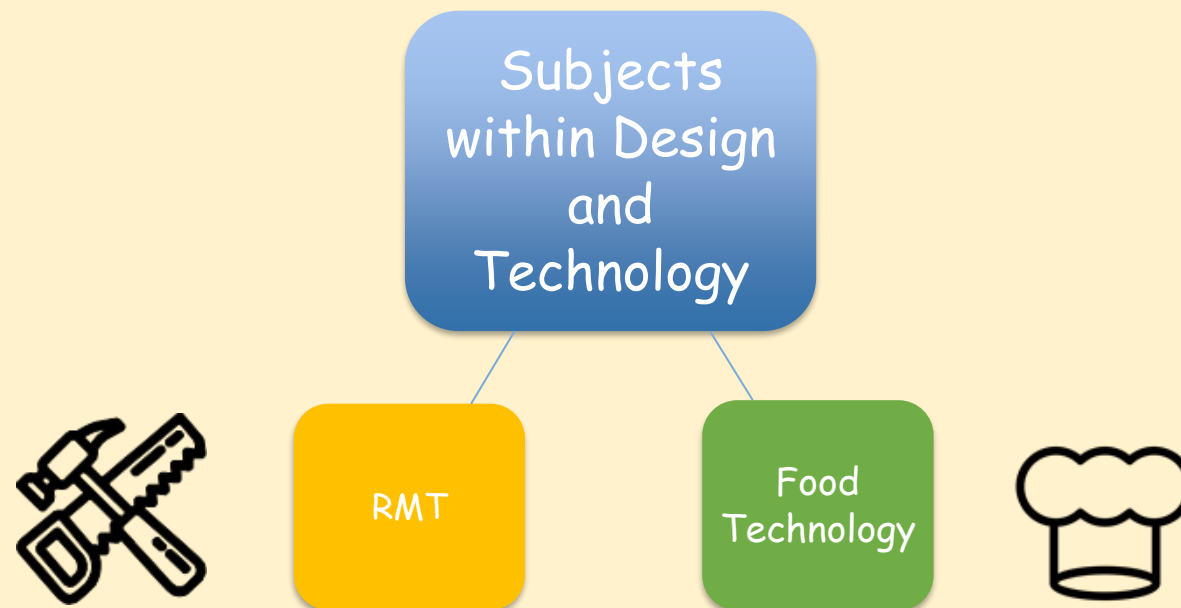 Subjects
within Design
and
Technology
RMT
Food
Technology